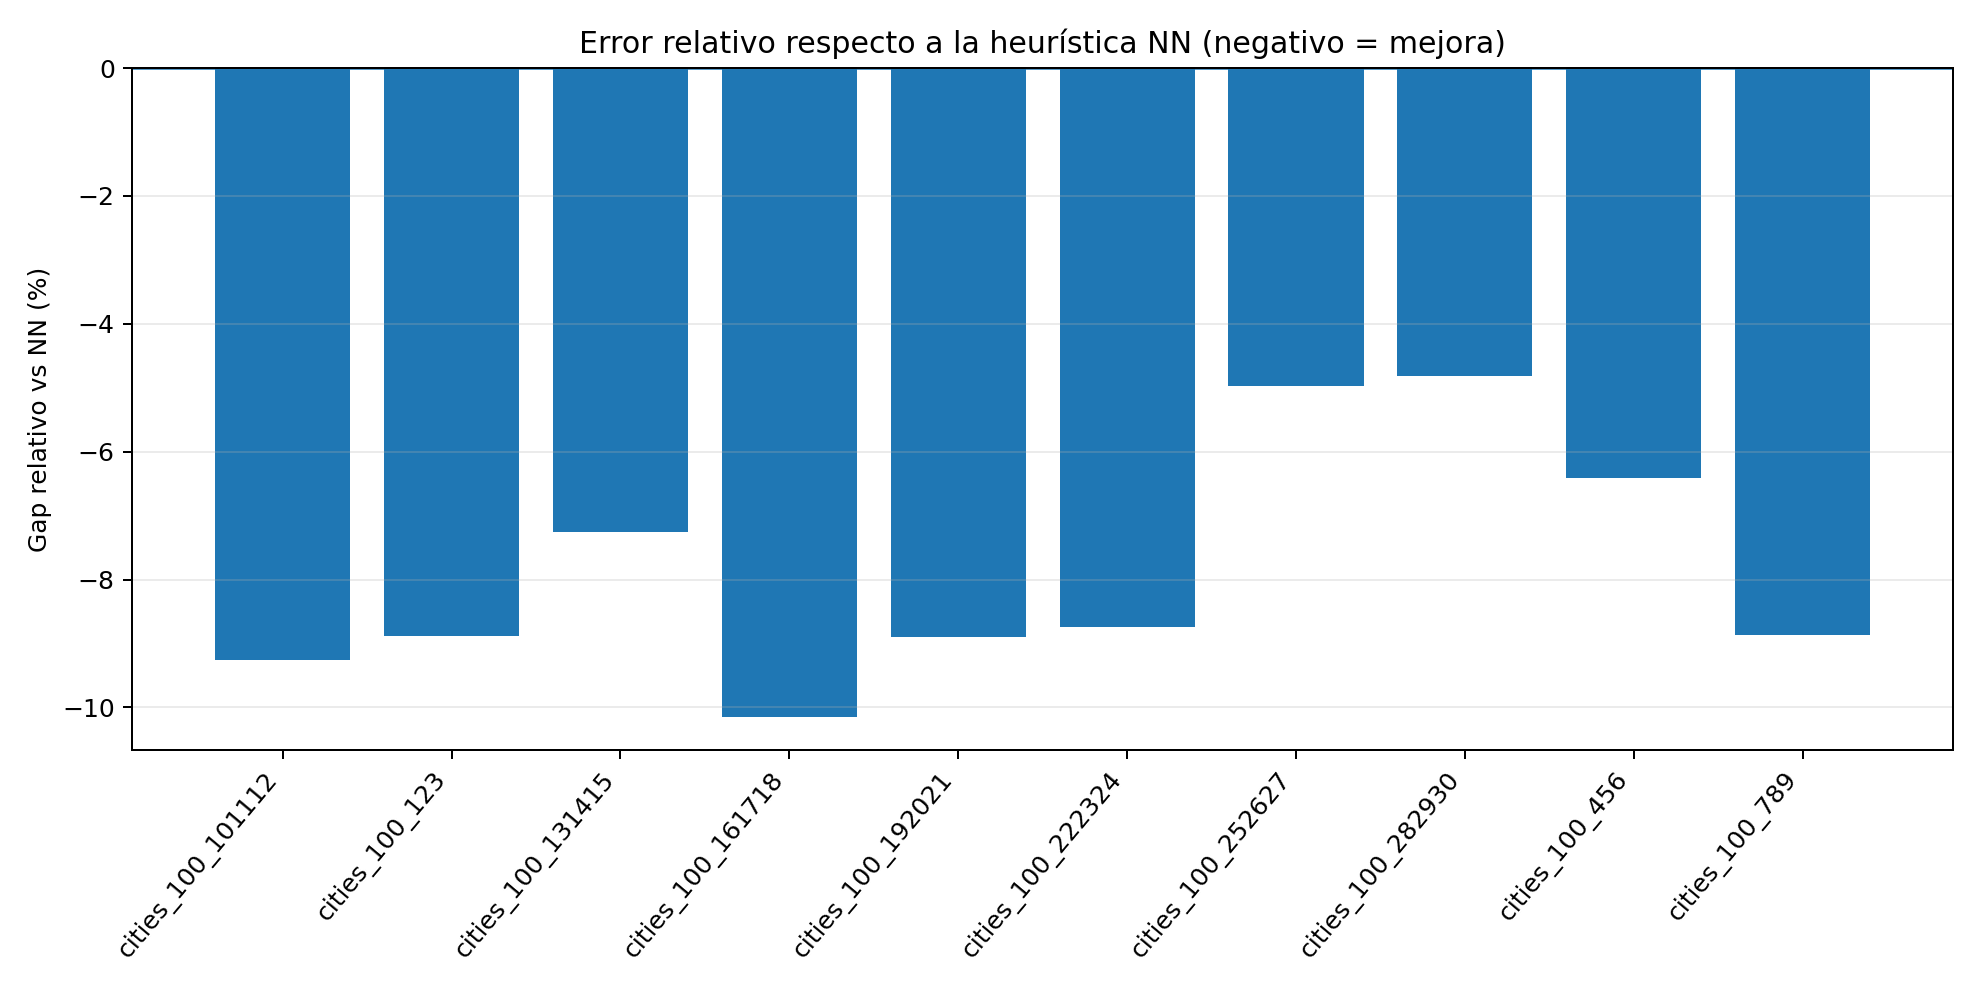 Error relativo respecto a la heurística NN (negativo = mejora)
Gap relativo vs NN (%)
0
−2
−4
−6
−8
−10
cities_100_101112
cities_100_123
cities_100_131415
cities_100_161718
cities_100_192021
cities_100_222324
cities_100_252627
cities_100_282930
cities_100_456
cities_100_789